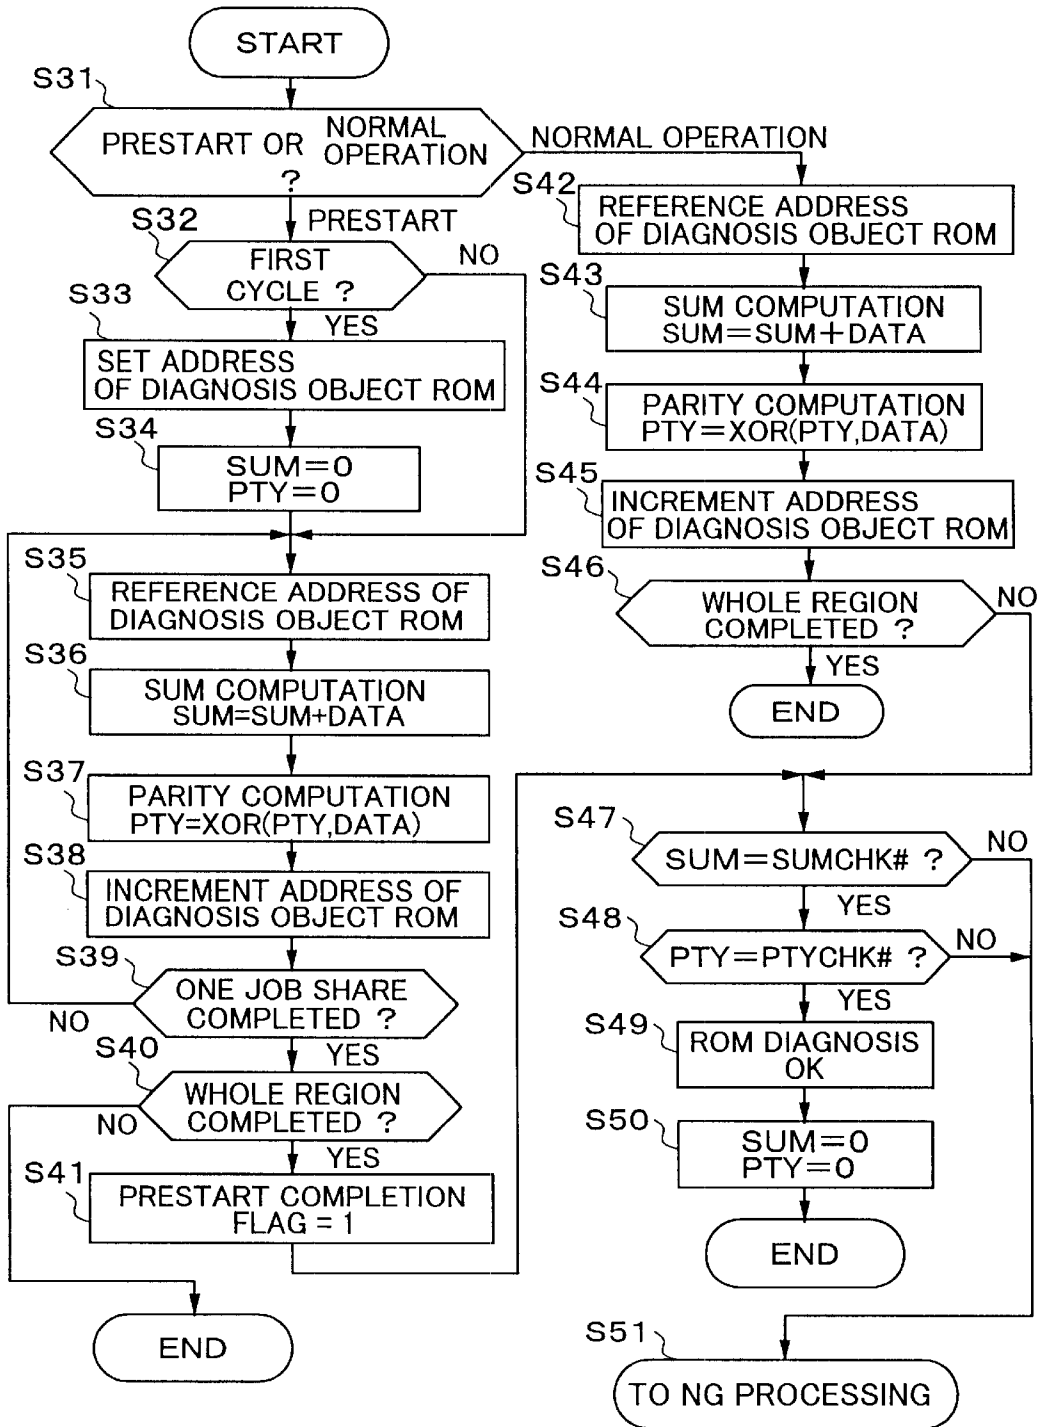 START
S31
PRESTART OR NORMAL
OPERATION
?
NORMAL OPERATION
PRESTART
S32
FIRST
CYCLE ?
NO
YES
S33
SET ADDRESS
OF DIAGNOSIS OBJECT ROM
S34
SUM=0
PTY=0
S35
REFERENCE ADDRESS OF
DIAGNOSIS OBJECT ROM
S36
SUM COMPUTATION
SUM=SUM+DATA
S37
PARITY COMPUTATION
PTY=XOR(PTY,DATA)
S38
INCREMENT ADDRESS OF
DIAGNOSIS OBJECT ROM
S39
ONE JOB SHARE
COMPLETED ?
NO
YES
S40
WHOLE REGION
COMPLETED ?
NO
YES
S41
PRESTART COMPLETION
FLAG = 1
END
S42
REFERENCE ADDRESS
OF DIAGNOSIS OBJECT ROM
S43
SUM COMPUTATION
SUM=SUM+DATA
S44
PARITY COMPUTATION
PTY=XOR(PTY,DATA)
S45
INCREMENT ADDRESS
OF DIAGNOSIS OBJECT ROM
S46
WHOLE REGION
COMPLETED ?
NO
YES
END
S47
SUM=SUMCHK# ?
NO
YES
S48
PTY=PTYCHK# ?
NO
YES
S49
ROM DIAGNOSIS
OK
S50
SUM=0
PTY=0
END
S51
TO NG PROCESSING